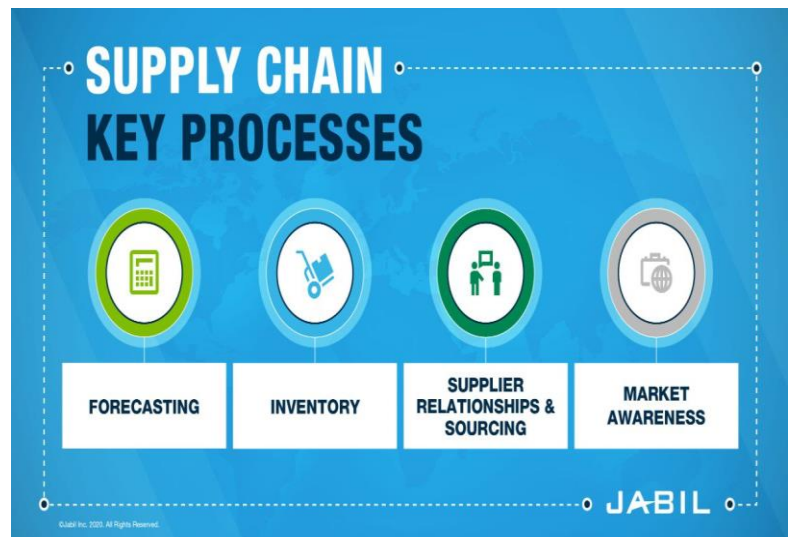 SUPPLY CHAIN
KEY PROCESSES
FORECASTING
INVENTORY
SUPPLIER
RELATIONSHIPS &
SOURCING
MARKET
AWARENESS
JABIL
©Jabil Inc. 2020. All Rights Reserved.